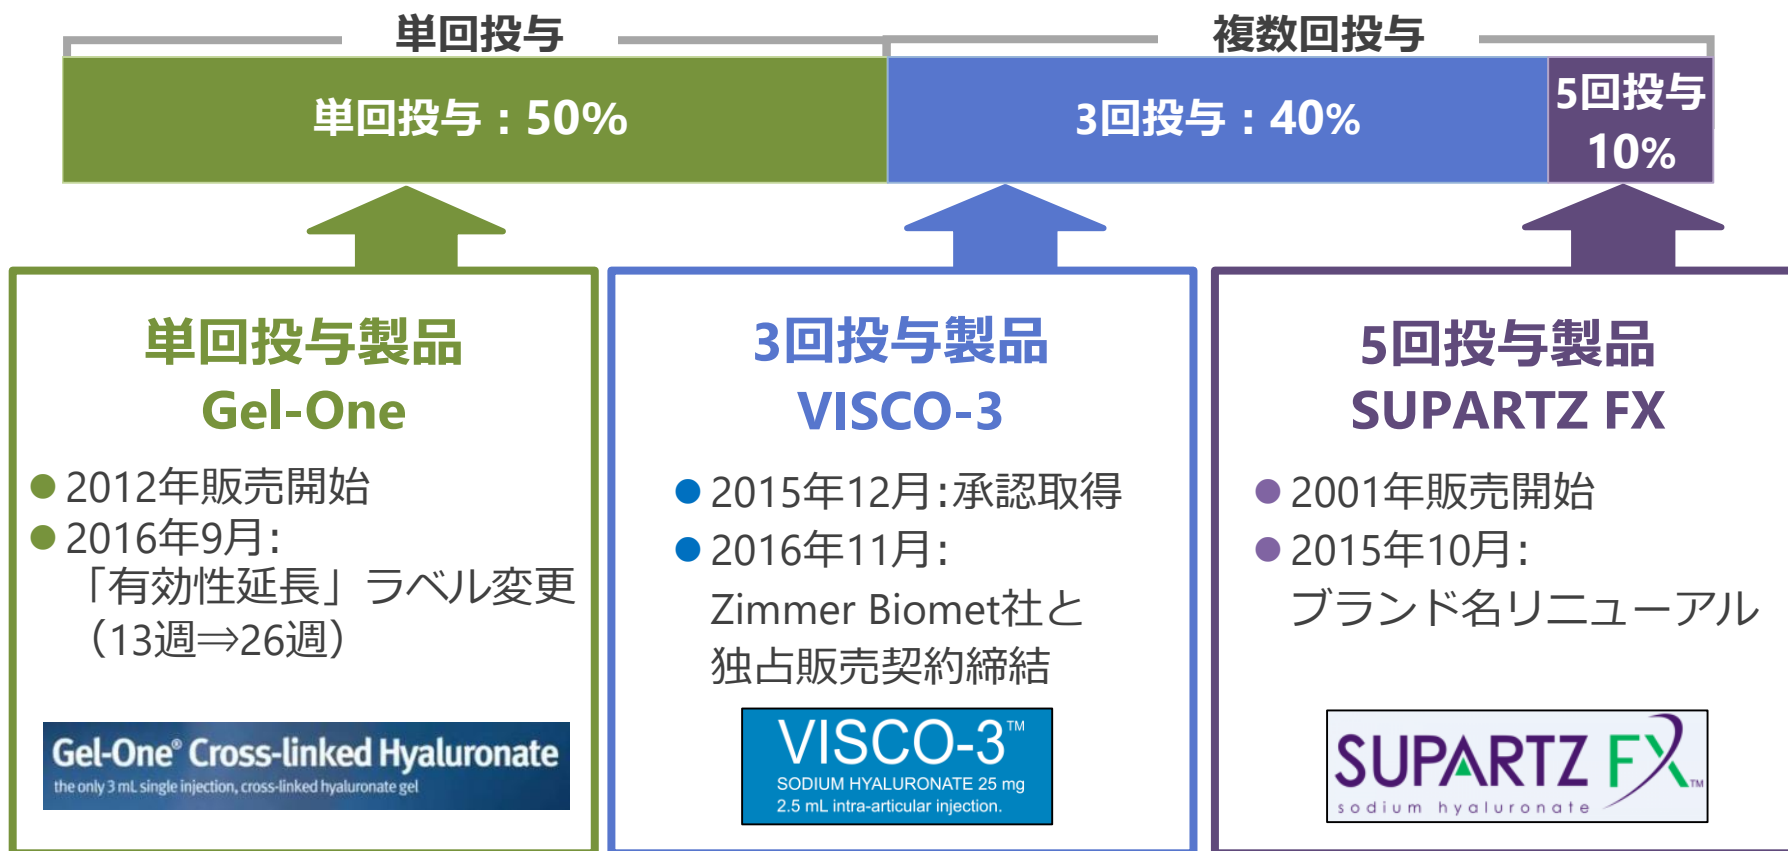 単回投与
複数回投与
単回投与：50%
3回投与：40%
5回投与
10%
単回投与製品
Gel-One
●2012年販売開始
●2016年9月:
「有効性延長」ラベル変更
（13週⇒26週）
Gel-One® Cross-linked Hyaluronate
the only 3 mL single injection, cross-linked hyaluronate gel
3回投与製品
VISCO-3
●2015年12月:承認取得
●2016年11月:
Zimmer Biomet社と
独占販売契約締結
VISCO-3™
SODIUM HYALURONATE 25 mg
2.5 mL intra-articular injection.
5回投与製品
SUPARTZ FX
●2001年販売開始
●2015年10月:
ブランド名リニューアル
SUPARTZ FX™
sodium hyaluronate